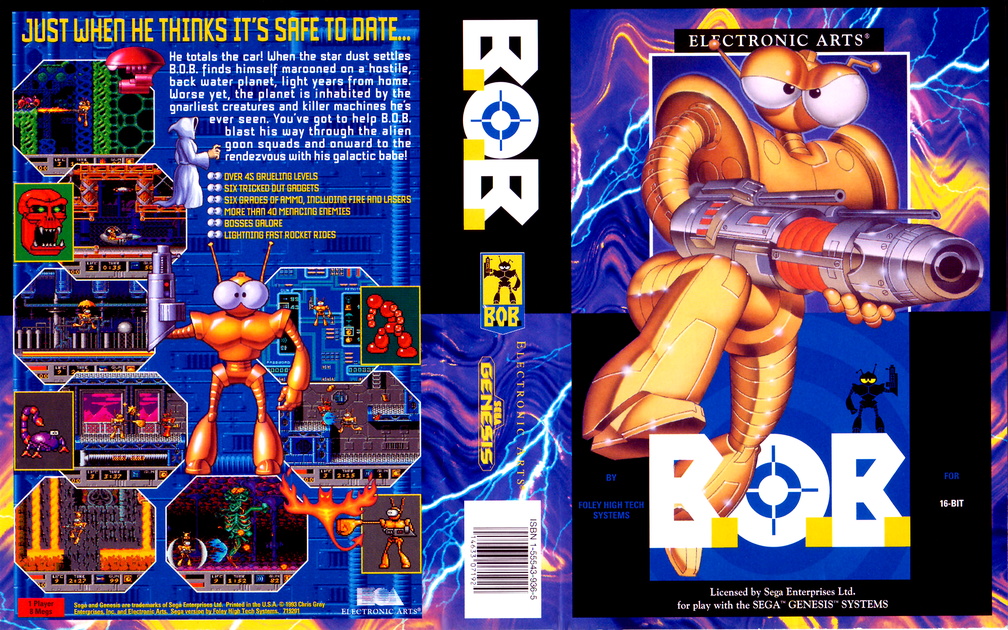 JUST WHEN HE THINKS IT'S SAFE TO DATE...
He totals the car! When the star dust settles
B.O.B. finds himself marooned on a hostile,
back water planet, light years from home.
Worse yet, the planet is inhabited by the
gnarliest creatures and killer machines he's
ever seen. You've got to help B.O.B.
blast his way through the alien
goon squads and onward to the
rendezvous with his galactic babe!
OVER 45 GRUELING LEVELS
SIX TRICKED OUT GADGETS
SIX GRADES OF AMMO, INCLUDING FIRE AND LASERS
MORE THAN 40 MENACING ENEMIES
BOSSES GALORE
LIGHTNING FAST ROCKET RIDES
1 Player
8 Megs
Sega and Genesis are trademarks of Sega Enterprises Ltd. Printed in the U.S.A. © 1993 Chris Gray
Enterprises, Inc. and Electronic Arts. Sega version by Foley High Tech Systems.
ELECTRONIC ARTS®
B.O.B.
BOB
ELECTRONIC ARTS
SEGA
GENESIS
ISBN 1-55543-936-5
ELECTRONIC ARTS®
BY
FOLEY HIGH TECH
SYSTEMS
B.O.B.
FOR
16-BIT
Licensed by Sega Enterprises Ltd.
for play with the SEGA™ GENESIS™ SYSTEMS